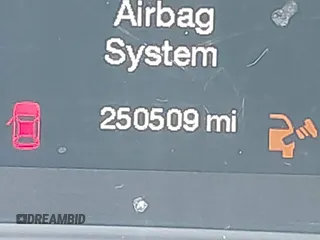 Airbag
System
250509 mi
DREAMBID